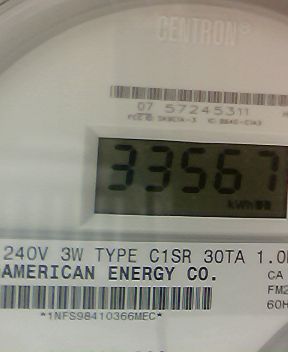 CENTRON®
07 57245311
33567
kWh
240V 3W TYPE C1SR 30TA 1.0
AMERICAN ENERGY CO.
CA
FM2
60H
*1NFS98410366MEC*